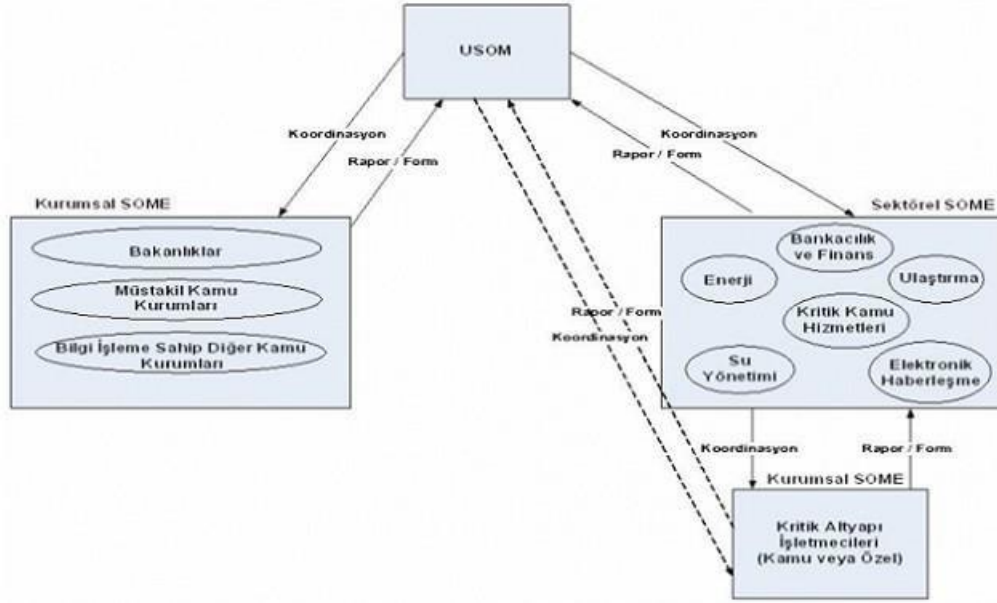 USOM
Koordinasyon
Rapor / Form
Koordinasyon
Rapor / Form
Kurumsal SOME
Bakanlıklar
Müstakil Kamu
Kurumları
Bilgi İşleme Sahip Diğer Kamu
Kurumları
Sektörel SOME
Bankacılık
ve Finans
Enerji
Ulaştırma
Kritik Kamu
Hizmetleri
Su
Yönetimi
Elektronik
Haberleşme
Rapor / Form
Koordinasyon
Koordinasyon
Rapor / Form
Kurumsal SOME
Kritik Altyapı
İşletmecileri
(Kamu veya Özel)